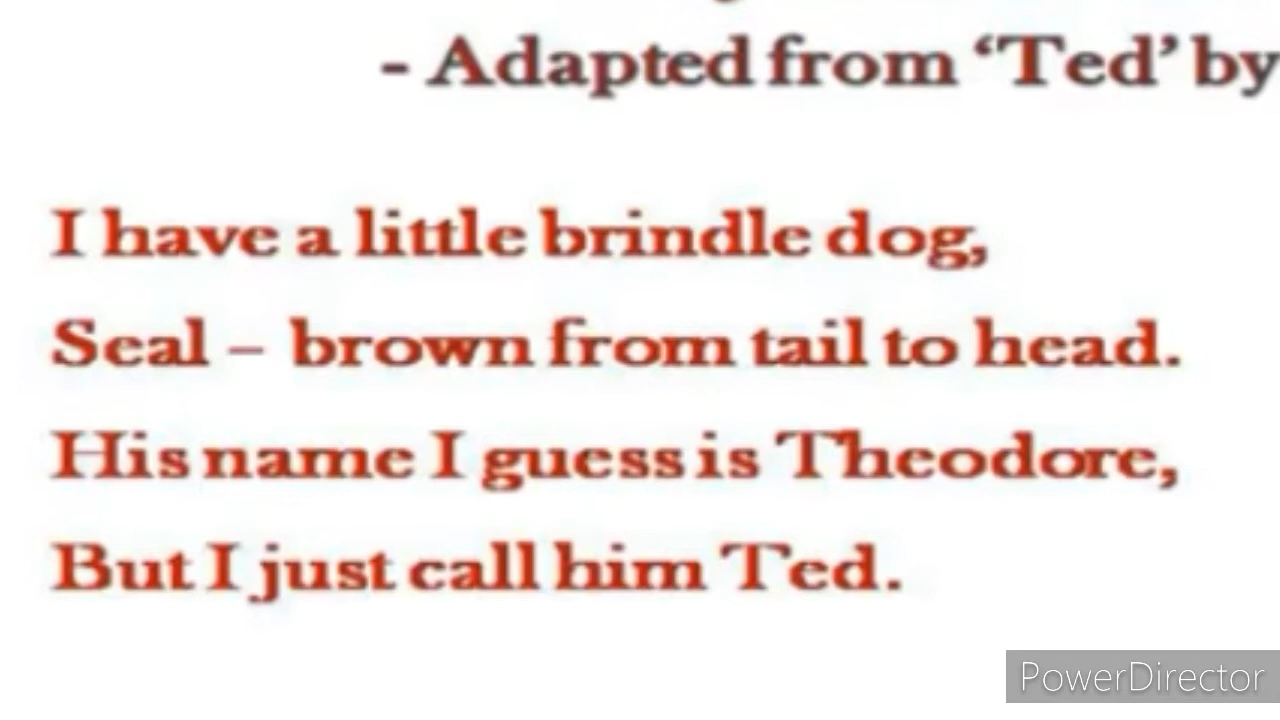 - Adapted from ‘Ted’ by
I have a little brindle dog,
Seal – brown from tail to head.
His name I guess is Theodore,
But I just call him Ted.
PowerDirector